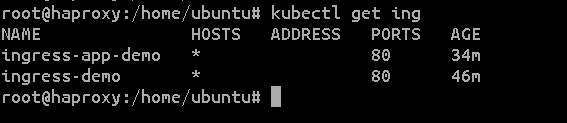 root@haproxy:/home/ubuntu# kubectl get ing
NAME HOSTS ADDRESS PORTS AGE
ingress-app-demo * 80 34m
ingress-demo * 80 46m
root@haproxy:/home/ubuntu#